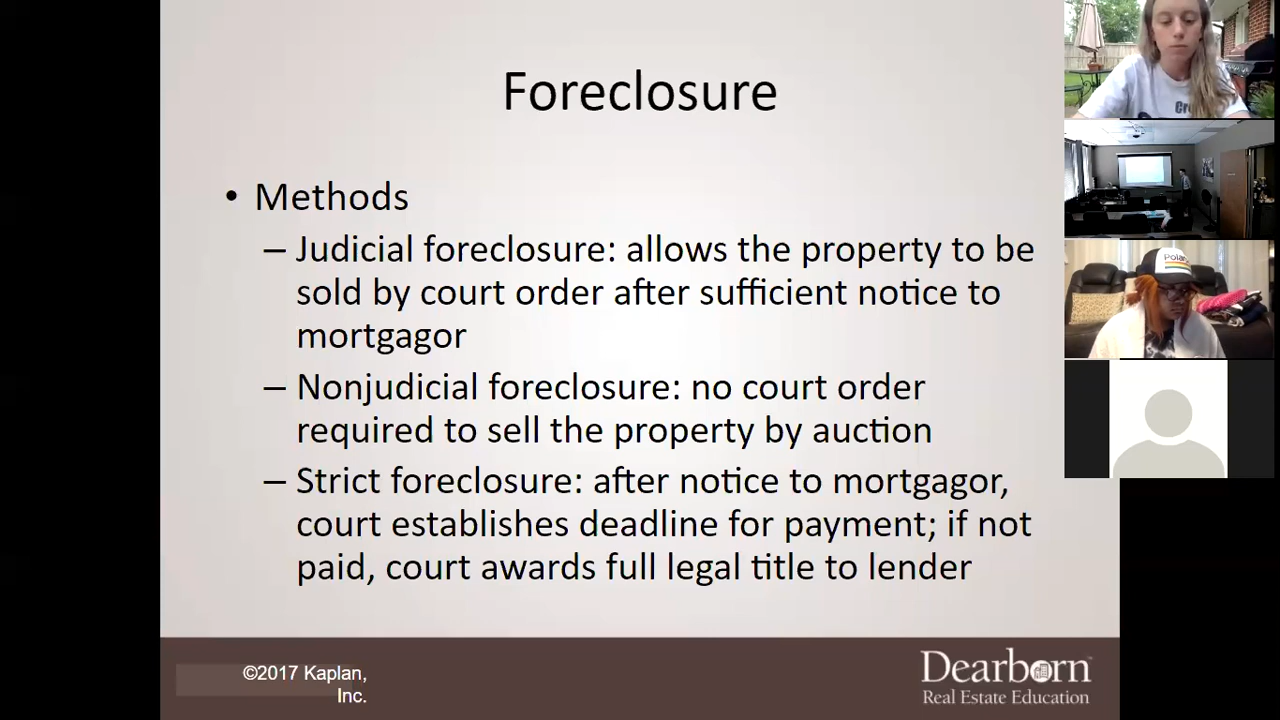 Foreclosure
• Methods
– Judicial foreclosure: allows the property to be
sold by court order after sufficient notice to
mortgagor
– Nonjudicial foreclosure: no court order
required to sell the property by auction
– Strict foreclosure: after notice to mortgagor,
court establishes deadline for payment; if not
paid, court awards full legal title to lender
©2017 Kaplan,
Inc.
Dearborn™
Real Estate Education